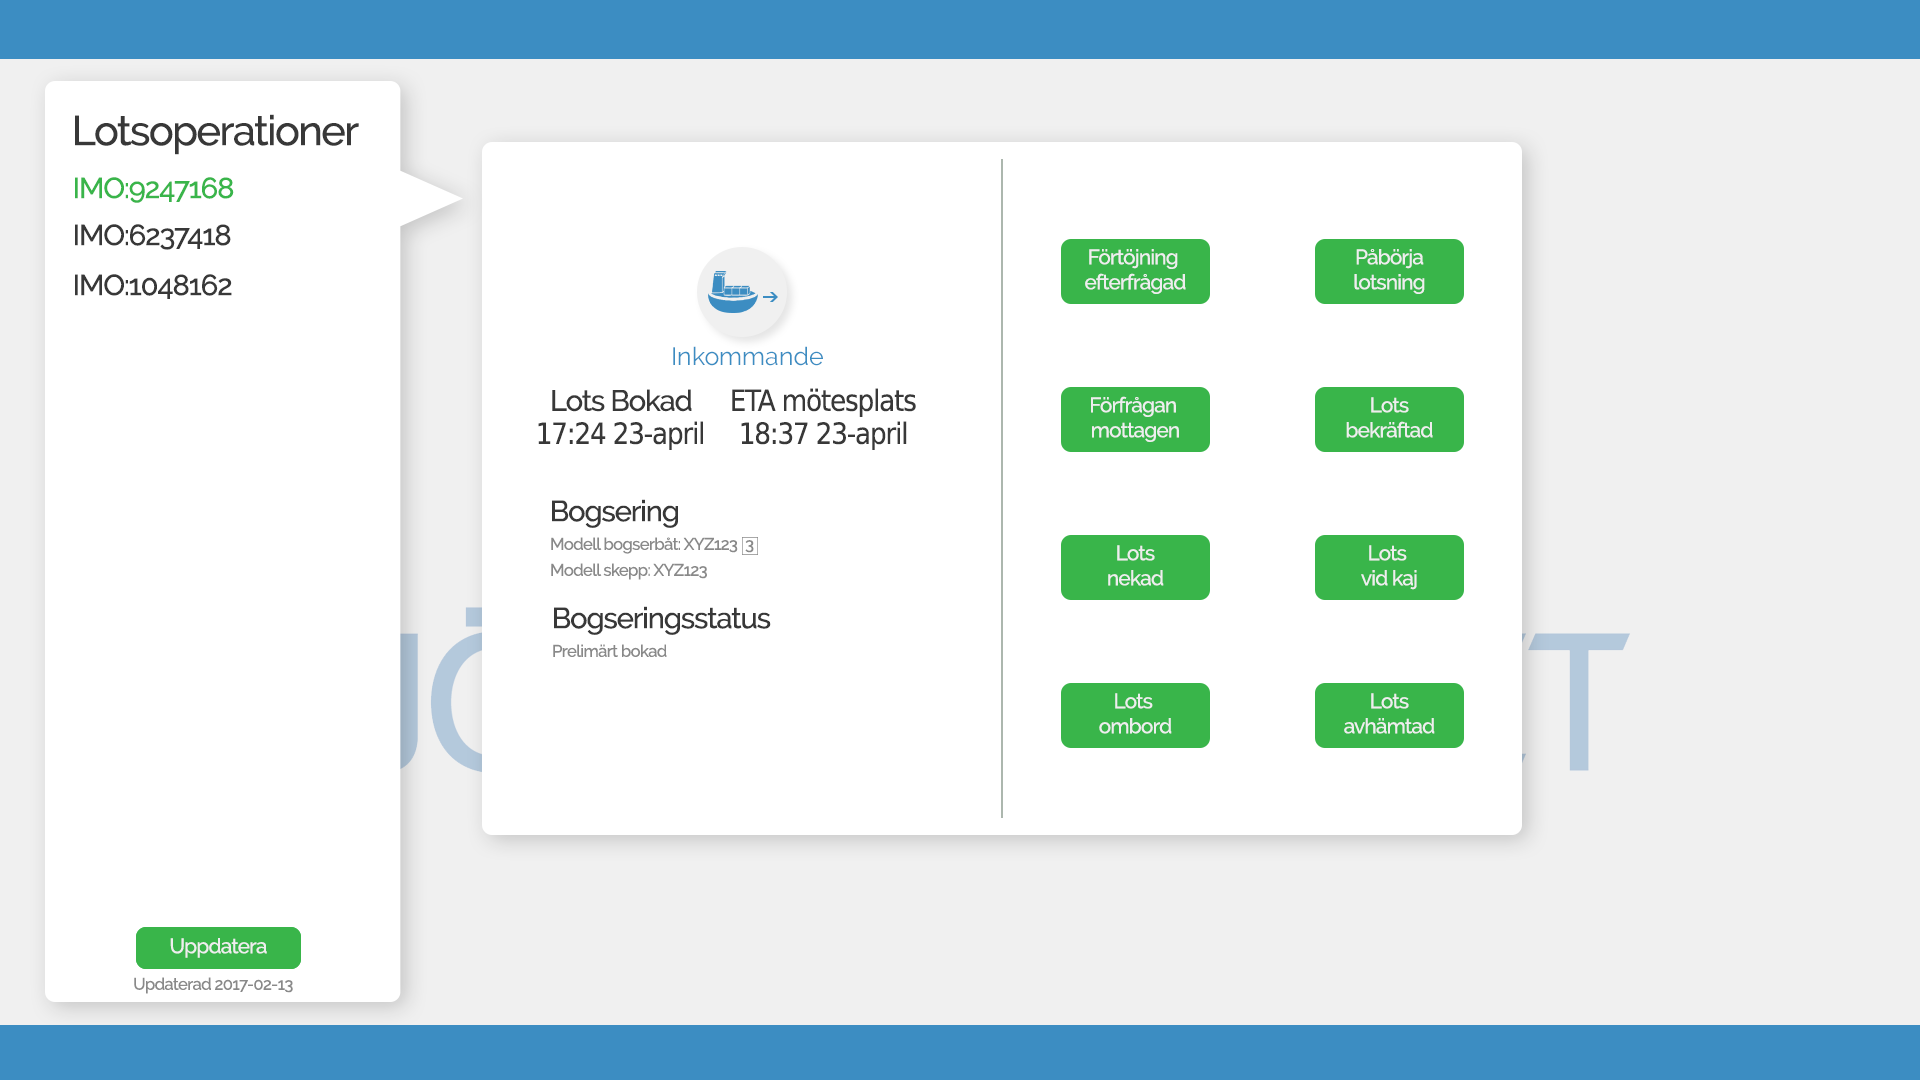 Lotsoperationer
IMO:9247168
IMO:6237418
IMO:1048162
Uppdatera
Updaterad 2017-02-13
Inkommande
Lots Bokad
17:24 23-april
ETA mötesplats
18:37 23-april
Bogsering
Modell bogserbåt: XYZ123 3
Modell skepp: XYZ123
Bogseringsstatus
Prelimärt bokad
Förtöjning
efterfrågad
Påbörja
lotsning
Förfrågan
mottagen
Lots
bekräftad
Lots
nekad
Lots
vid kaj
Lots
ombord
Lots
avhämtad